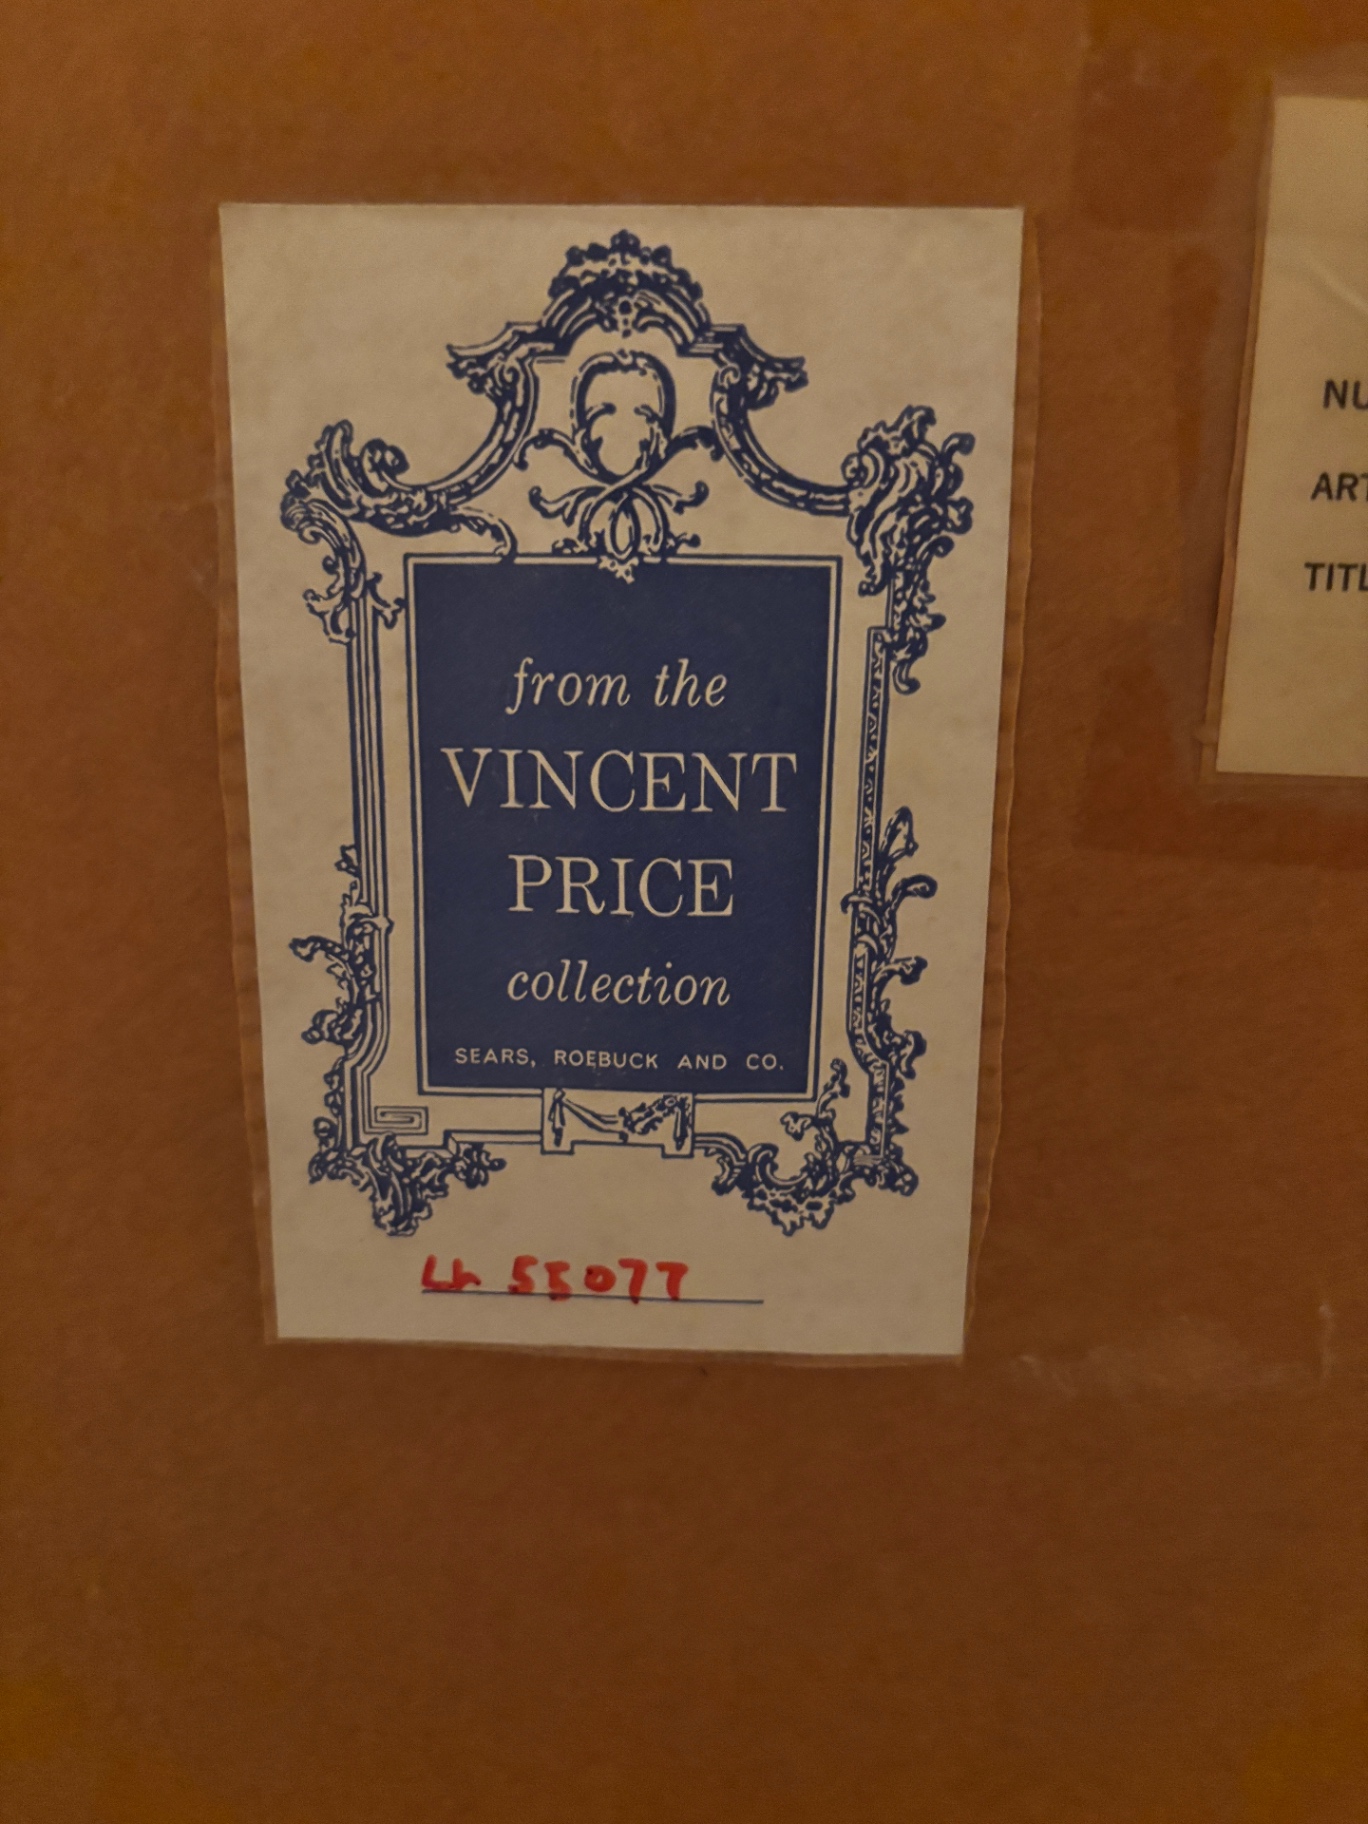 from the
VINCENT
PRICE
collection
SEARS, ROEBUCK AND CO.
55077
NU
ART
TITL